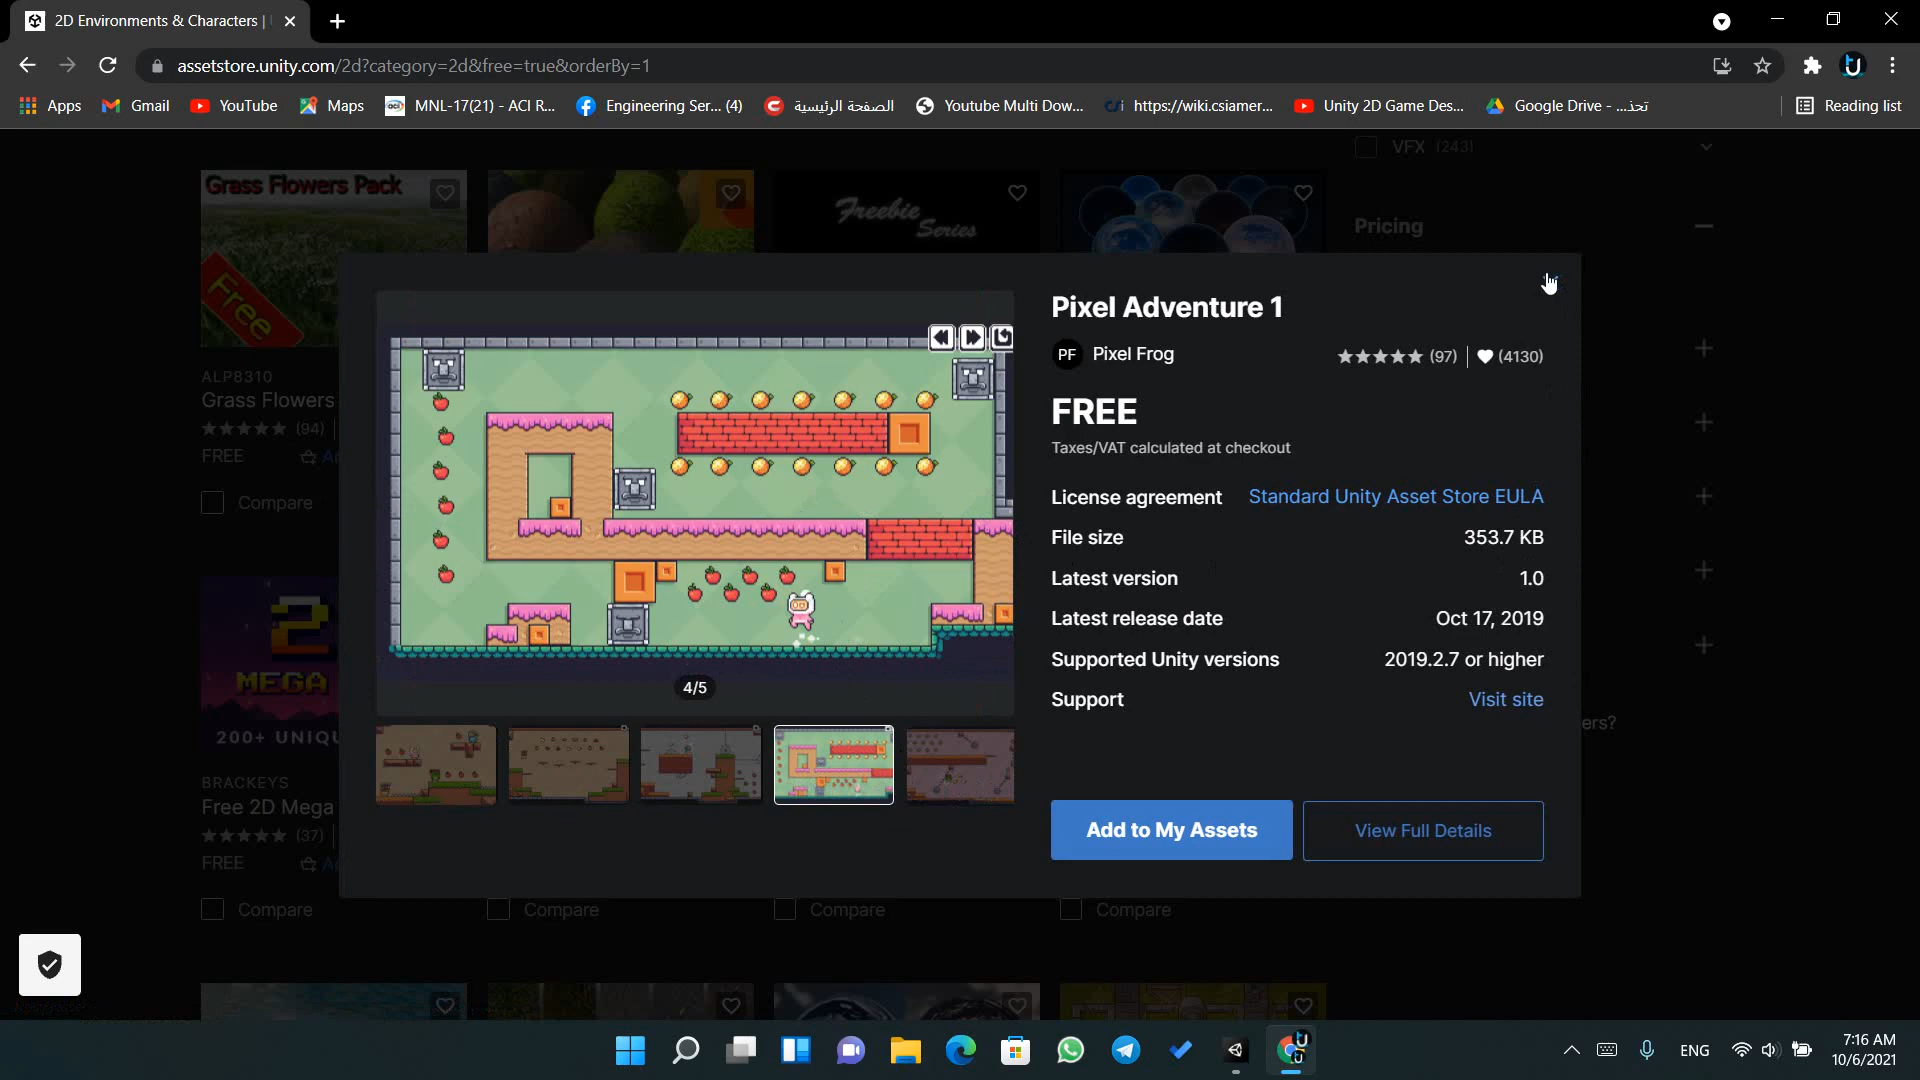 2D Environments & Characters |
assetstore.unity.com/2d?category=2d&free=true&orderBy=1
Apps
Gmail
YouTube
Maps
MNL-17(21) - ACI R...
Engineering Ser... (4)
الصفحة الرئيسية
Youtube Multi Dow...
https://wiki.csiamer...
Unity 2D Game Des...
Google Drive - ...تحذ
Reading list
VFX (243)
Grass Flowers Pack
Freebie
Series
Pricing
Free
Pixel Adventure 1
PF Pixel Frog
(97) (4130)
FREE
Taxes/VAT calculated at checkout
ALP8310
Grass Flowers
(94)
FREE
Compare
License agreement Standard Unity Asset Store EULA
File size 353.7 KB
Latest version 1.0
Latest release date Oct 17, 2019
Supported Unity versions 2019.2.7 or higher
Support Visit site
4/5
ers?
2
MEGA
200+ UNIQU
BRACKEYS
Free 2D Mega
(37)
FREE
Add to My Assets
View Full Details
Compare
Compare
Compare
Compare
ENG
7:16 AM
10/6/2021